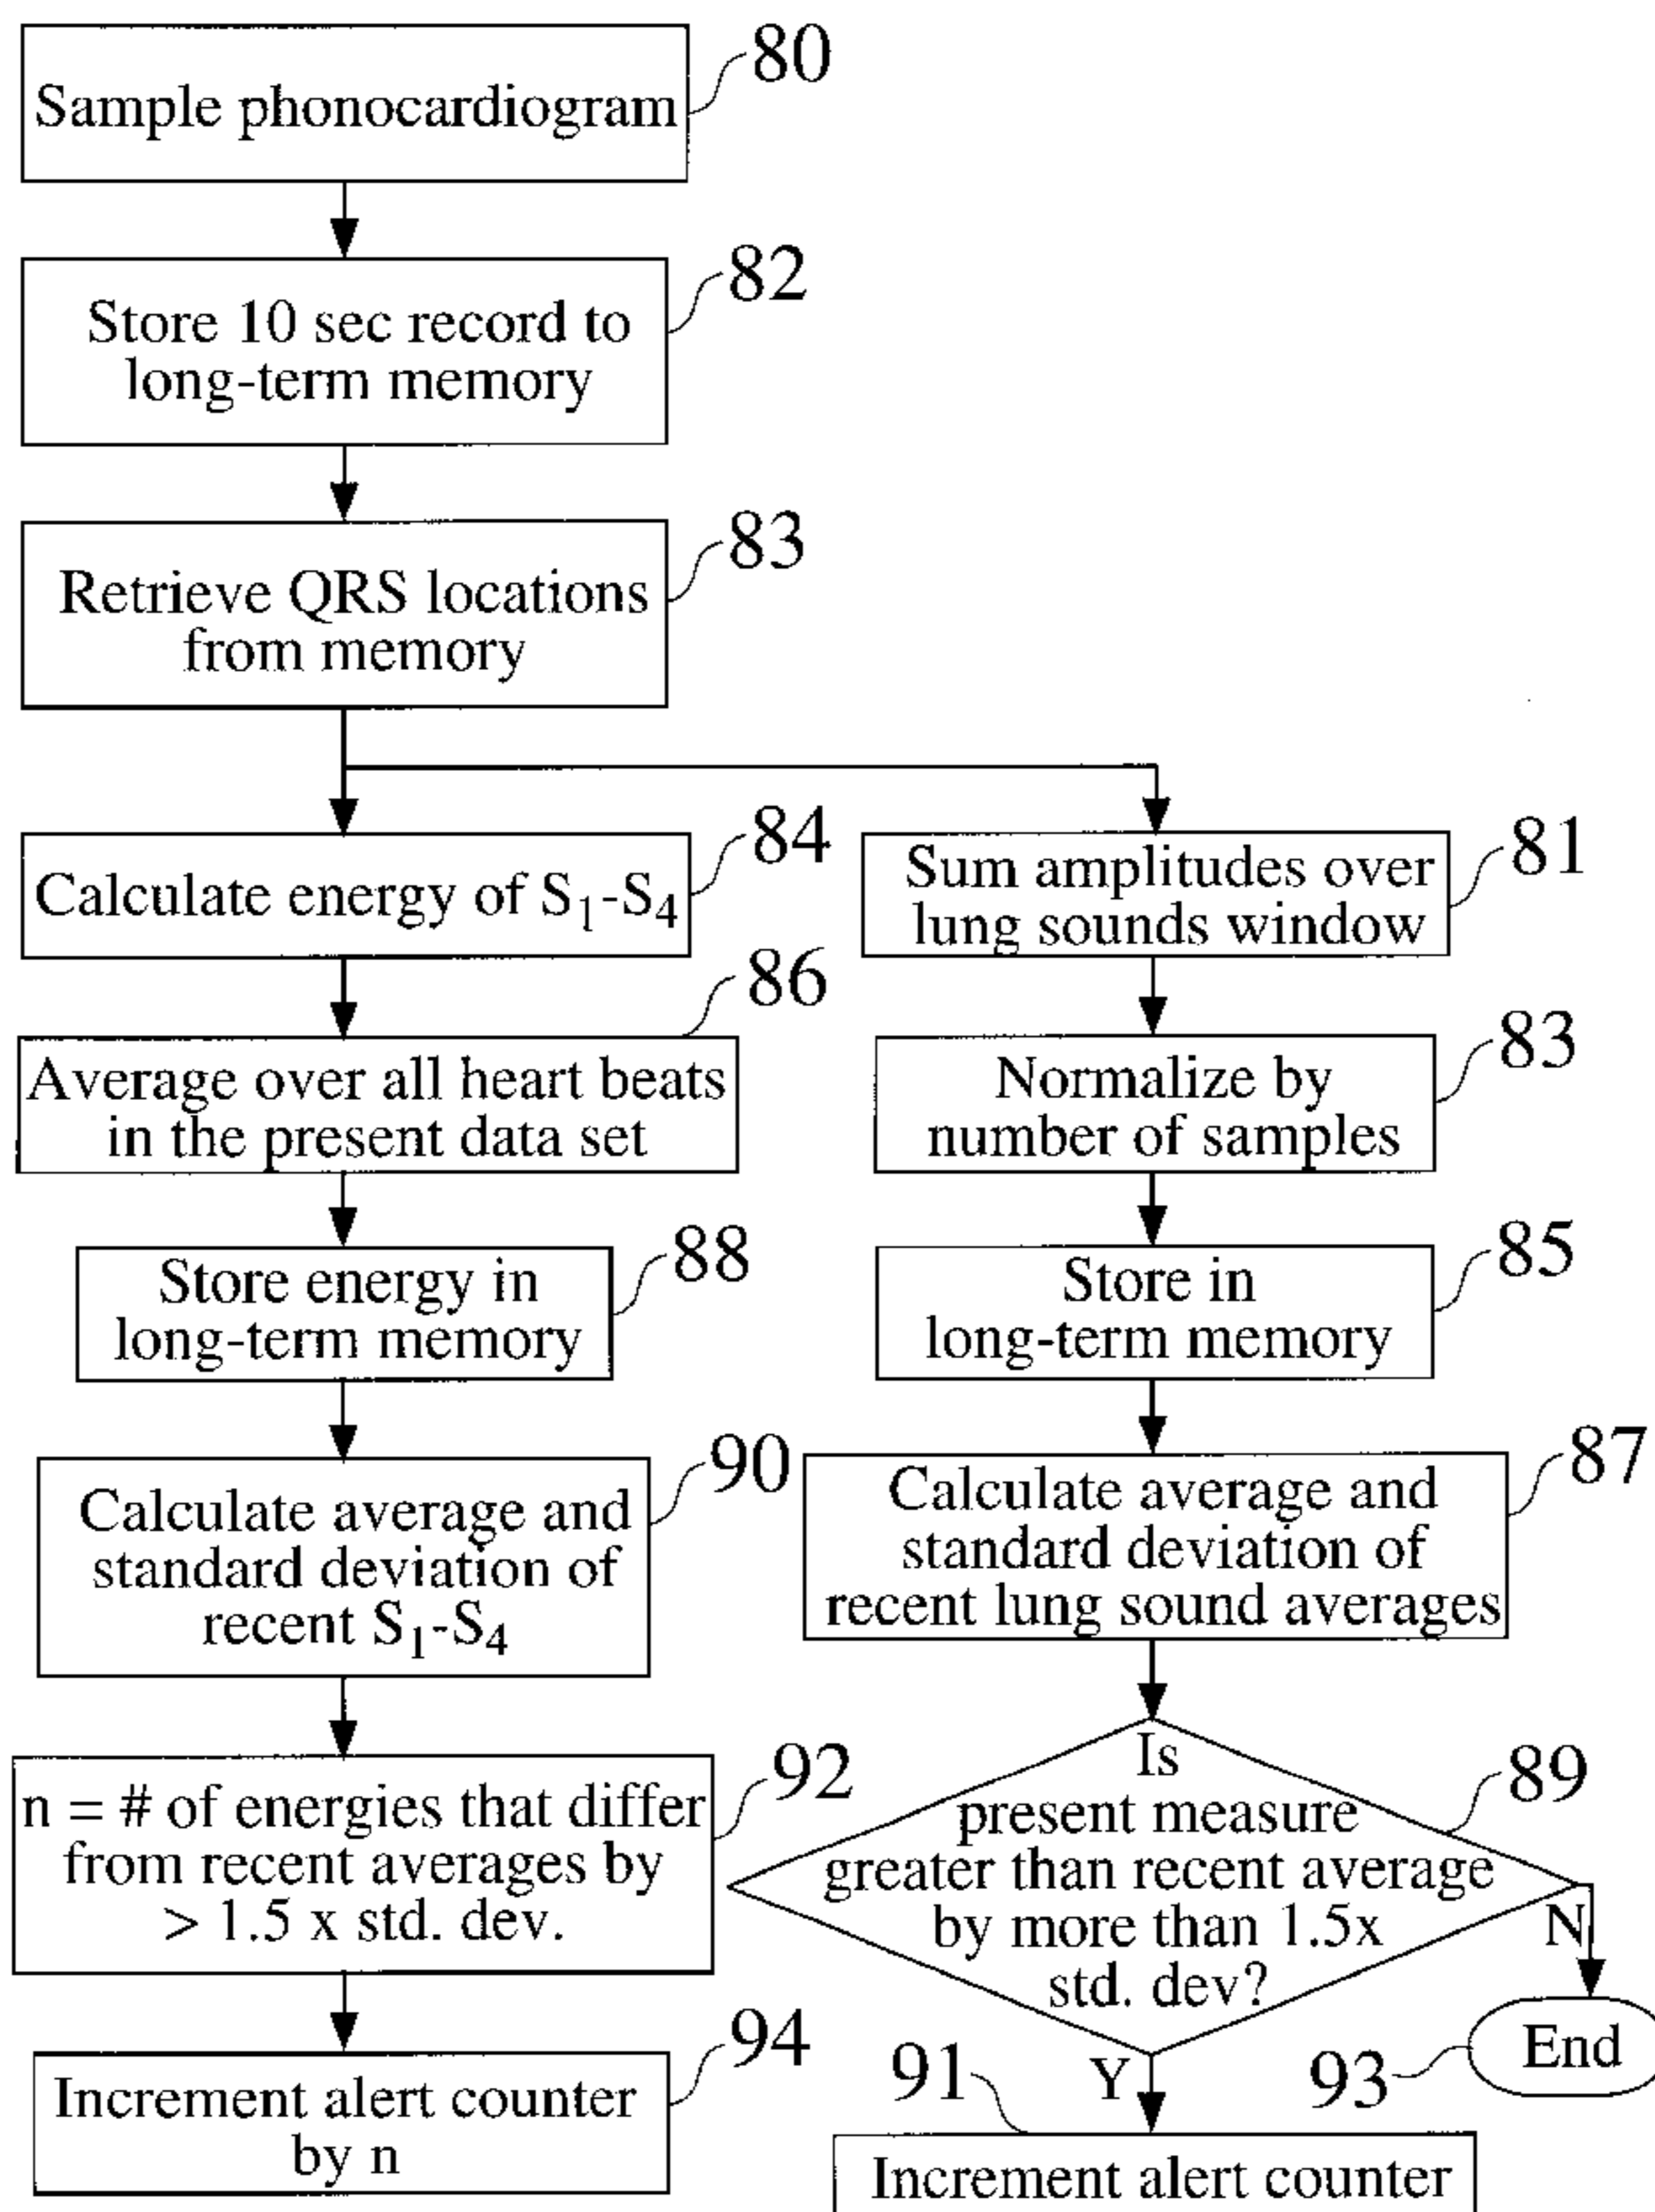 80
Sample phonocardiogram
82
Store 10 sec record to
long-term memory
83
Retrieve QRS locations
from memory
84
Calculate energy of S1-S4
86
Average over all heart beats
in the present data set
88
Store energy in
long-term memory
90
Calculate average and
standard deviation of
recent S1-S4
92
n = # of energies that differ
from recent averages by
> 1.5 x std. dev.
94
Increment alert counter
by n
81
Sum amplitudes over
lung sounds window
83
Normalize by
number of samples
85
Store in
long-term memory
87
Calculate average and
standard deviation of
recent lung sound averages
89
Is
present measure
greater than recent average
by more than 1.5x
std. dev?
N
End
93
Y
91
Increment alert counter